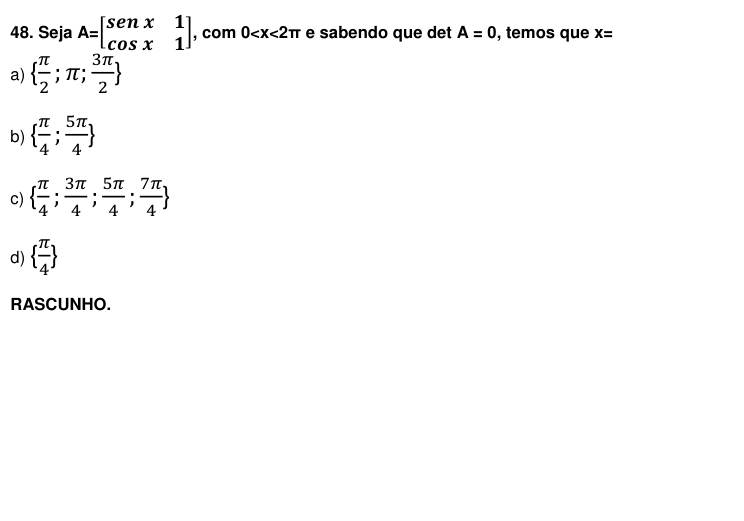 48. Seja A=[sen x 1
cos x 1], com 0<x<2π e sabendo que det A = 0, temos que x=
a) {π/2; π; 3π/2}
b) {π/4; 5π/4}
c) {π/4; 3π/4; 5π/4; 7π/4}
d) {π/4}
RASCUNHO.